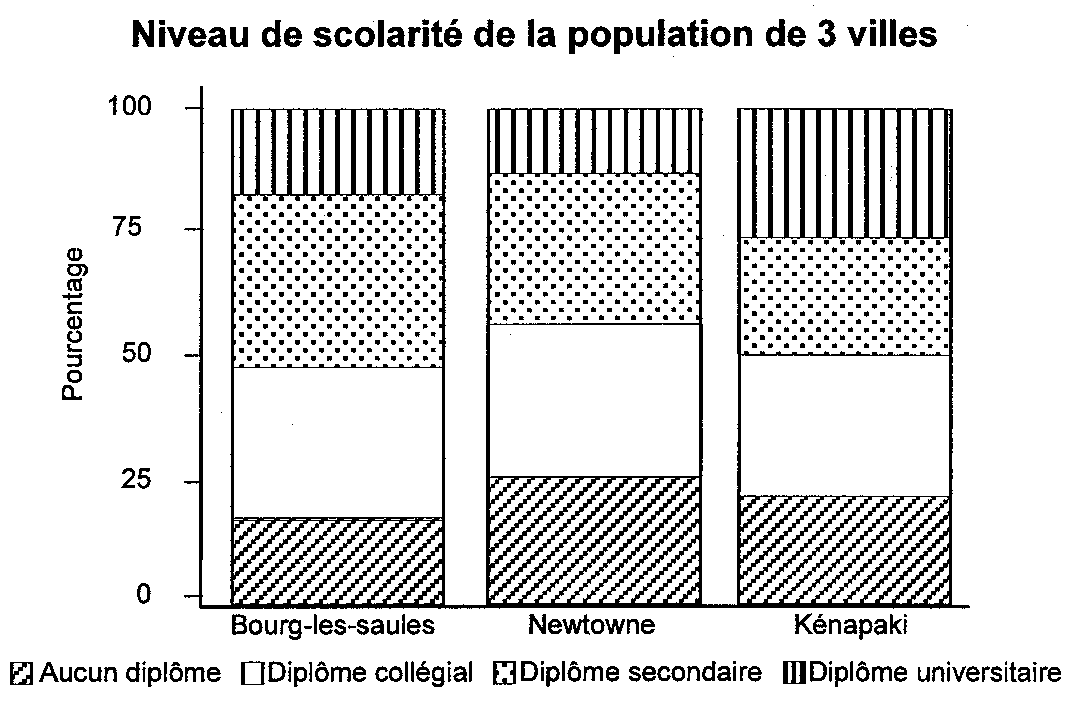 Niveau de scolarité de la population de 3 villes
Pourcentage
100
75
50
25
0
Bourg-les-saules Newtowne Kénapaki
Aucun diplôme Diplôme collégial Diplôme secondaire Diplôme universitaire